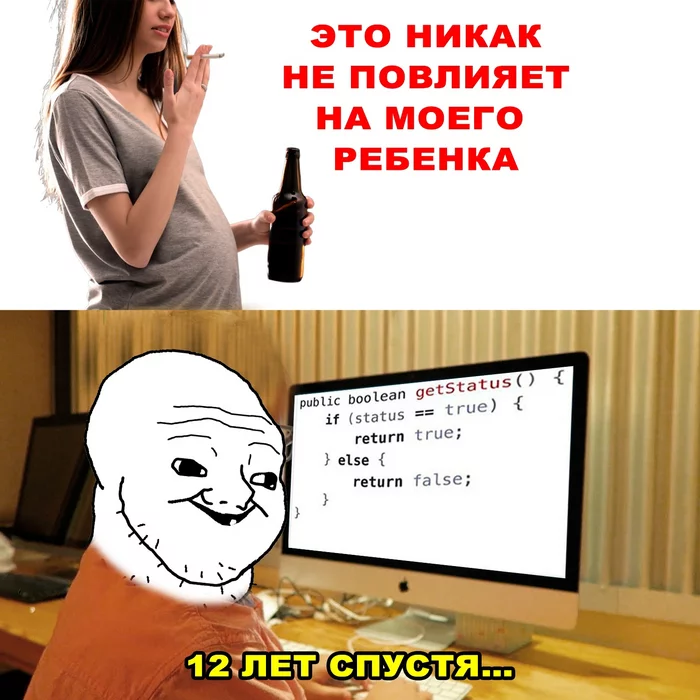 ЭТО НИКАК
НЕ ПОВЛИЯЕТ
НА МОЕГО
РЕБЕНКА
public boolean getStatus() {
if (status == true) {
return true;
} else {
return false;
}
}
12 ЛЕТ СПУСТЯ...